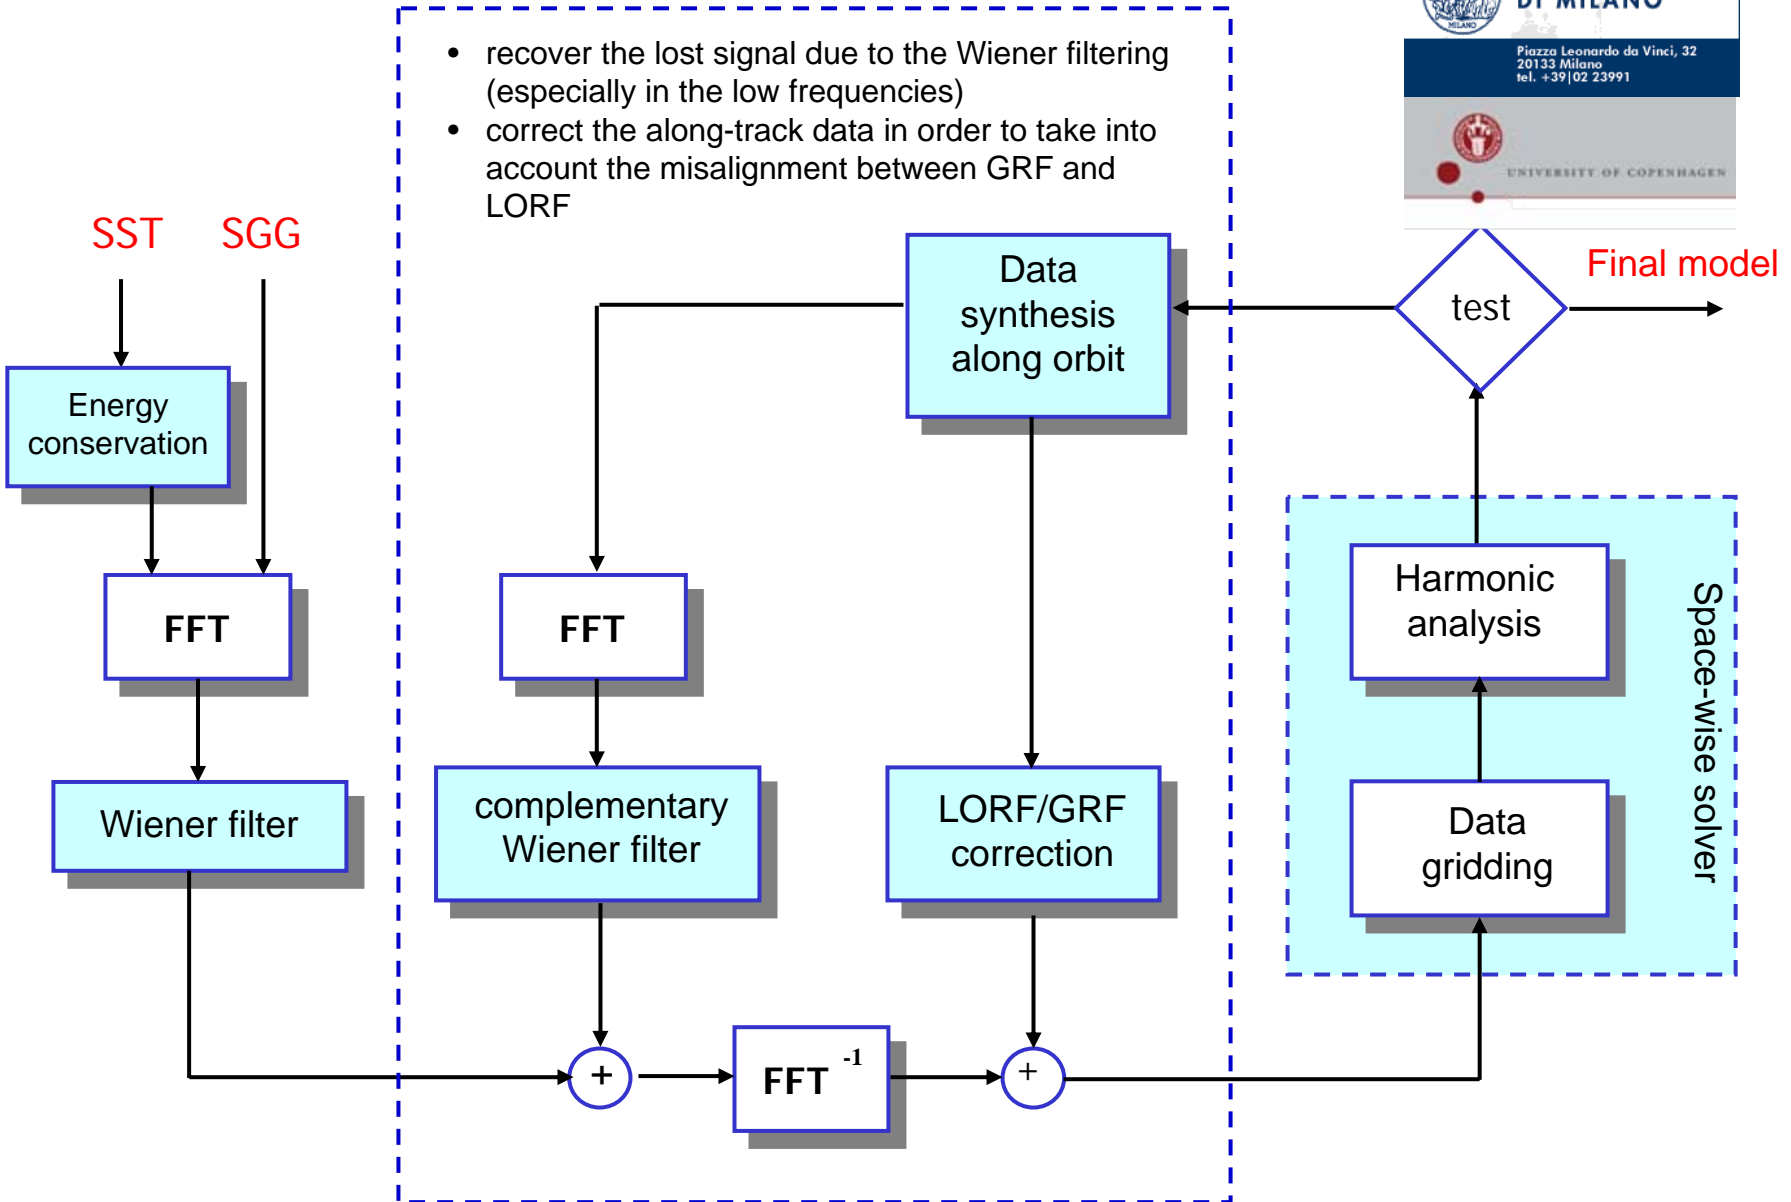 DI MILANO
MILANO
Piazza Leonardo da Vinci, 32
20133 Milano
tel. +39|02 23991
UNIVERSITY OF COPENHAGEN
• recover the lost signal due to the Wiener filtering
(especially in the low frequencies)
• correct the along-track data in order to take into
account the misalignment between GRF and
LORF
SST
SGG
Data
synthesis
along orbit
test
Final model
Energy
conservation
FFT
FFT
Harmonic
analysis
Space-wise solver
Wiener filter
complementary
Wiener filter
LORF/GRF
correction
Data
gridding
+
FFT -1
+